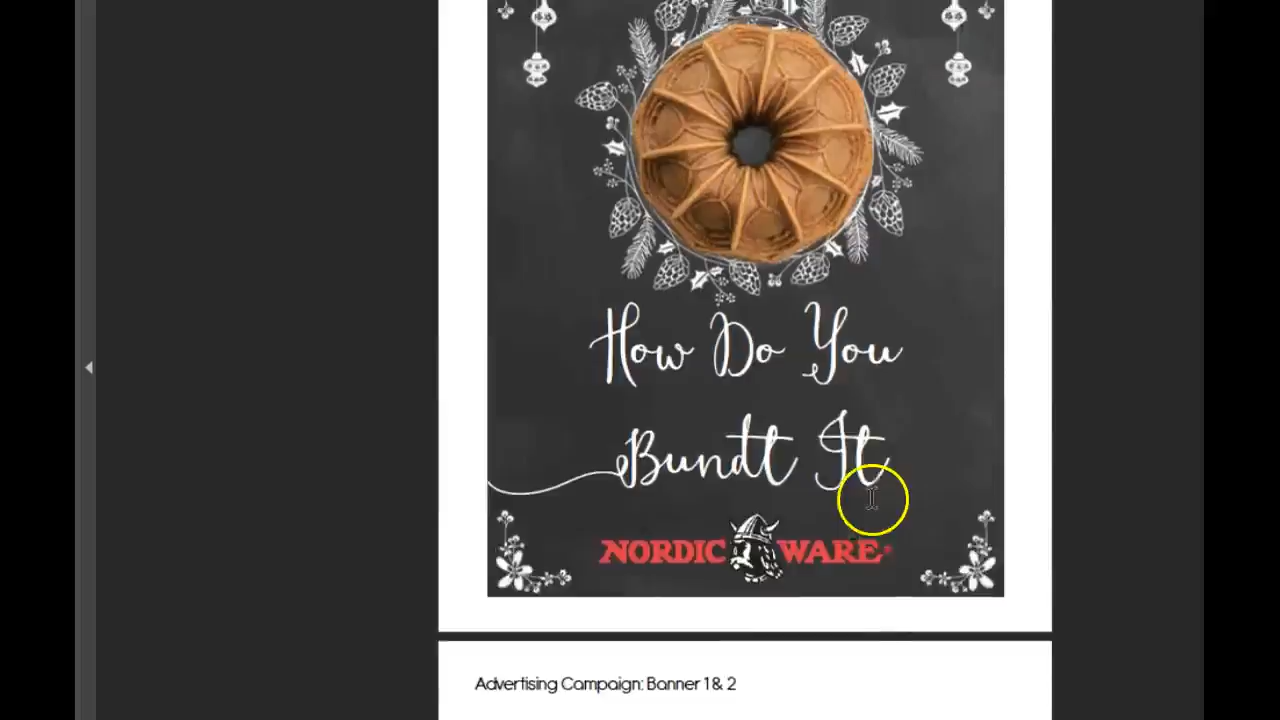 How Do You
Bundt It
NORDIC WARE
Advertising Campaign: Banner 1 & 2